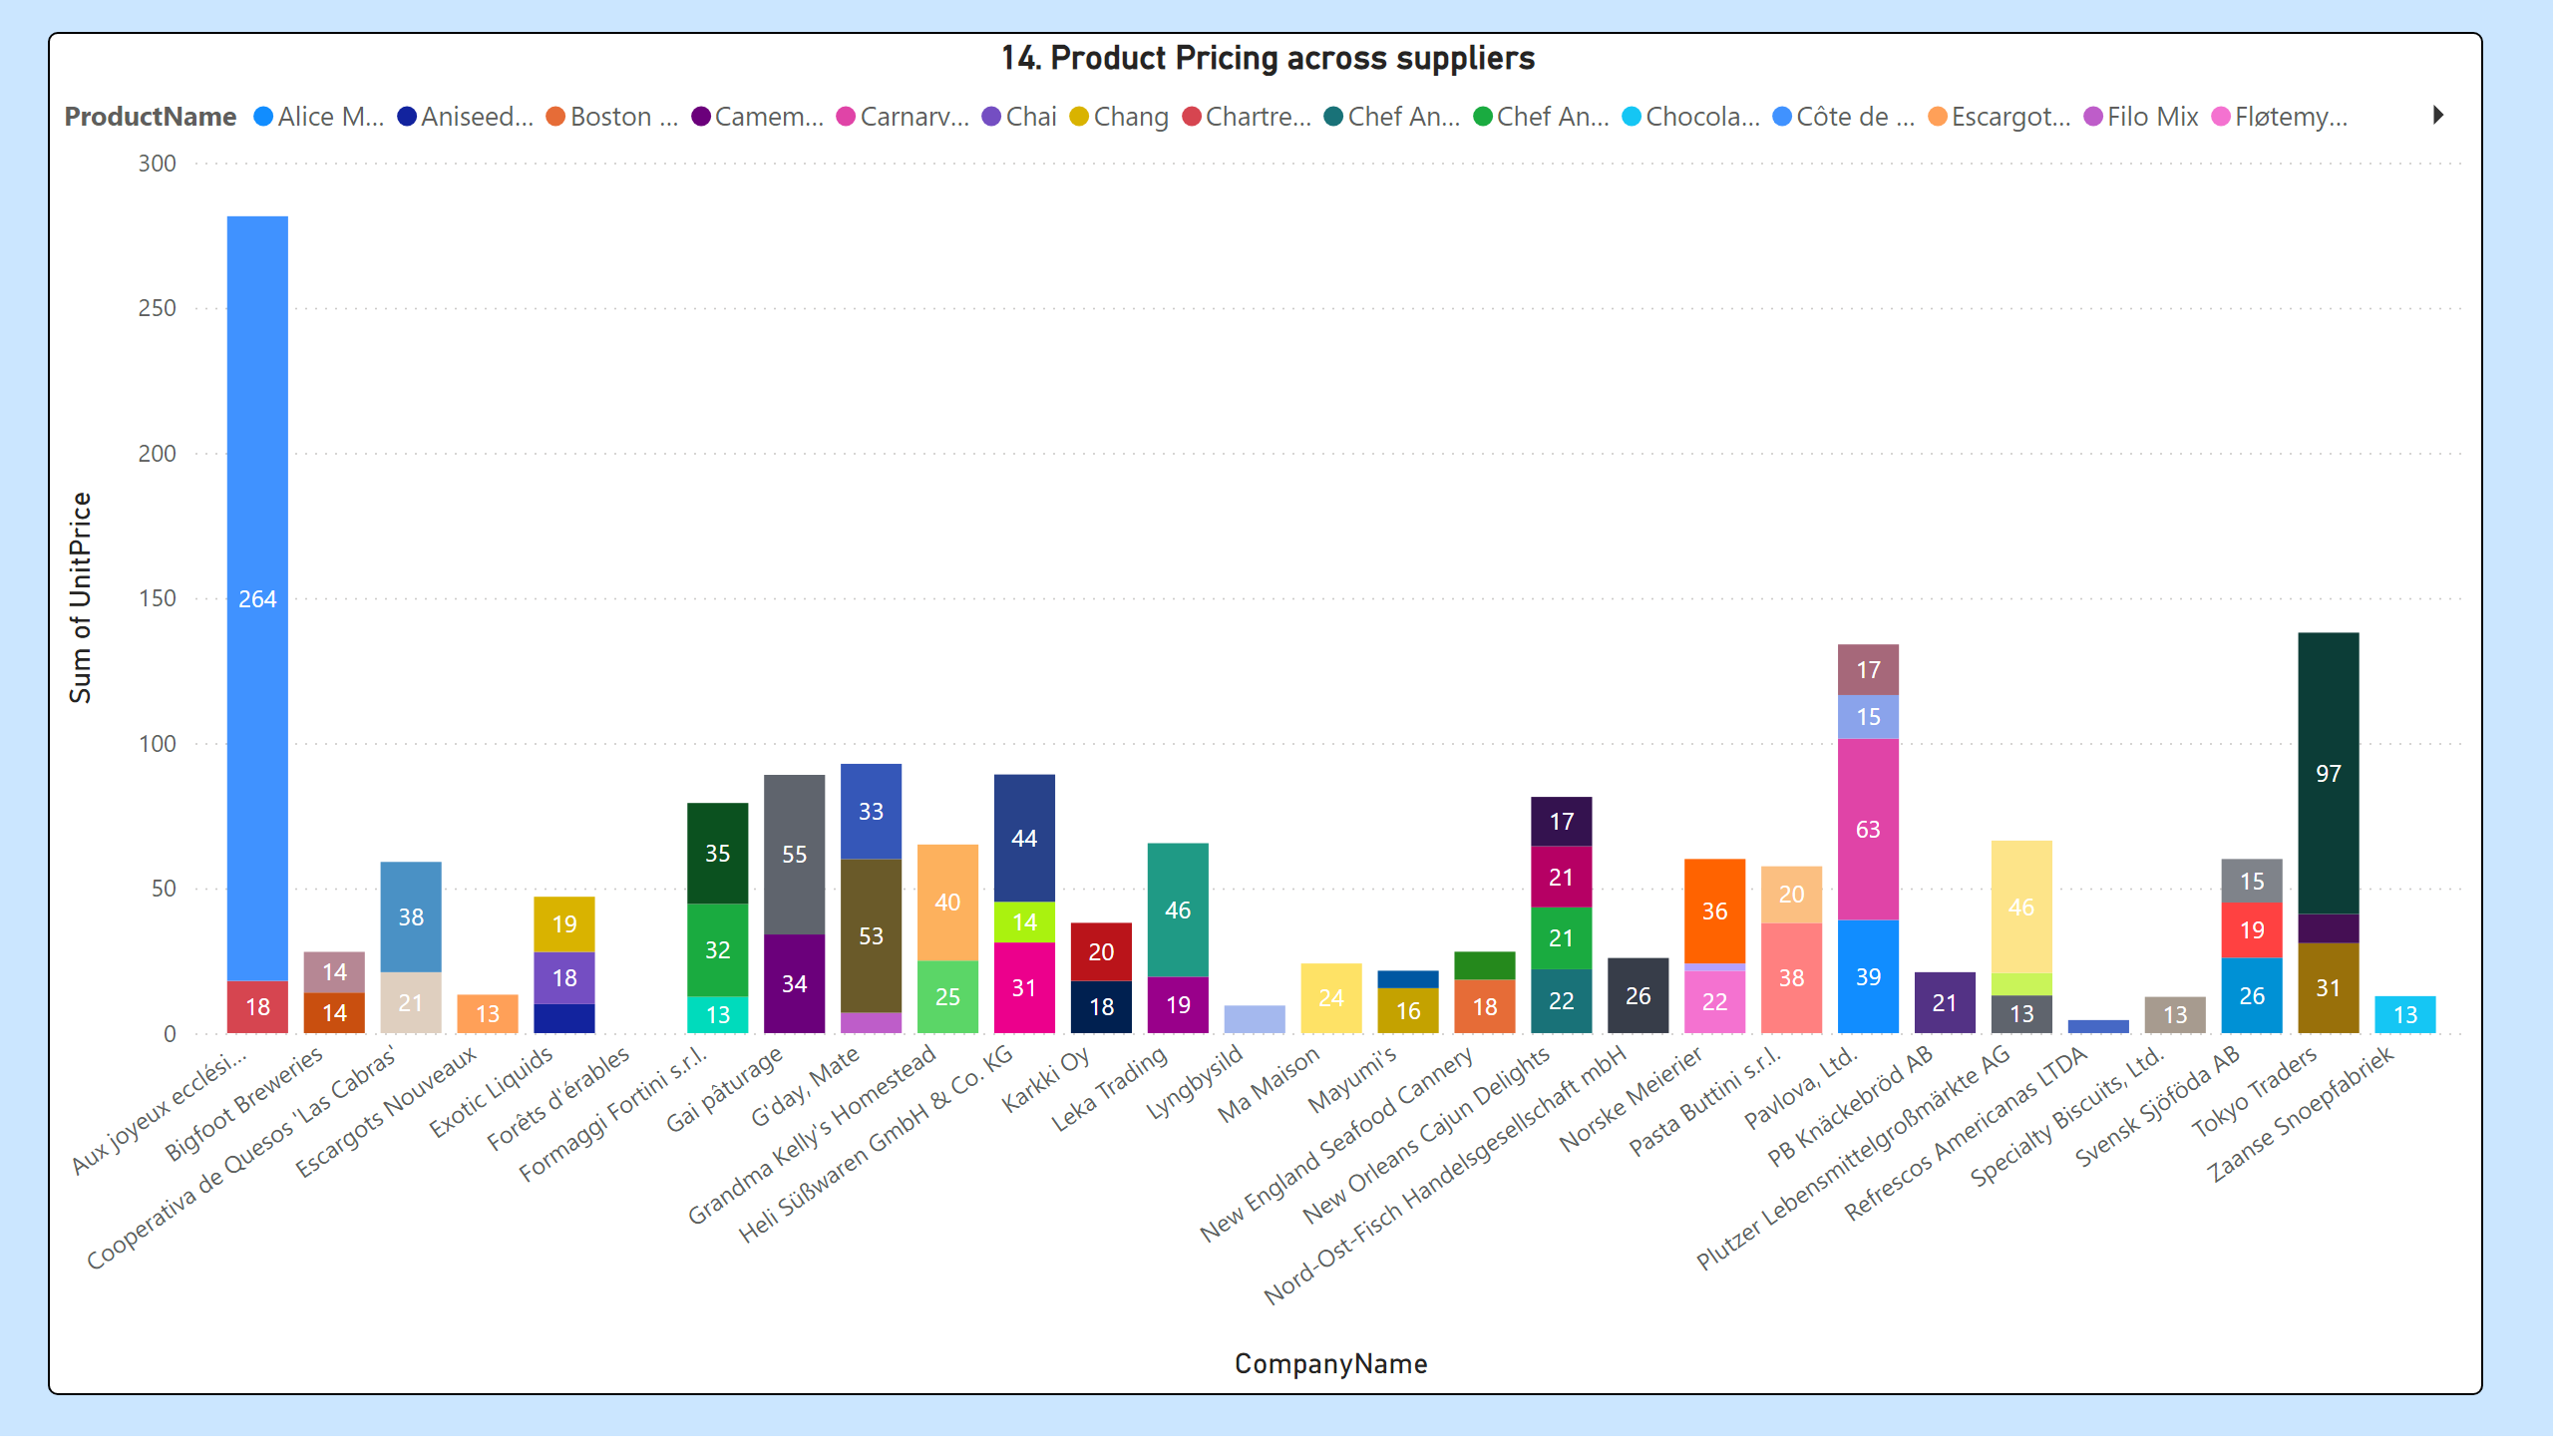 14. Product Pricing across suppliers
ProductName Alice M... Aniseed... Boston ... Camem... Carnarv... Chai Chang Chartre... Chef An... Chef An... Chocola... Côte de ... Escargot... Filo Mix Fløtemy...
Sum of UnitPrice
300
250
200
150
100
50
0
264
18
14
14
38
21
13
19
18
35
32
13
55
34
33
53
40
25
44
14
31
20
18
46
19
24
16
18
17
21
21
22
26
36
22
20
38
17
15
63
39
21
46
13
13
15
19
26
97
31
13
Aux joyeux ecclési...
Bigfoot Breweries
Cooperativa de Quesos 'Las Cabras'
Escargots Nouveaux
Exotic Liquids
Forêts d'érables
Formaggi Fortini s.r.l.
Gai pâturage
G'day, Mate
Grandma Kelly's Homestead
Heli Süßwaren GmbH & Co. KG
Karkki Oy
Leka Trading
Lyngbysild
Ma Maison
Mayumi's
New England Seafood Cannery
New Orleans Cajun Delights
Nord-Ost-Fisch Handelsgesellschaft mbH
Norske Meierier
Pasta Buttini s.r.l.
Pavlova, Ltd.
PB Knäckebröd AB
Plutzer Lebensmittelgroßmärkte AG
Refrescos Americanas LTDA
Specialty Biscuits, Ltd.
Svensk Sjöföda AB
Tokyo Traders
Zaanse Snoepfabriek
CompanyName